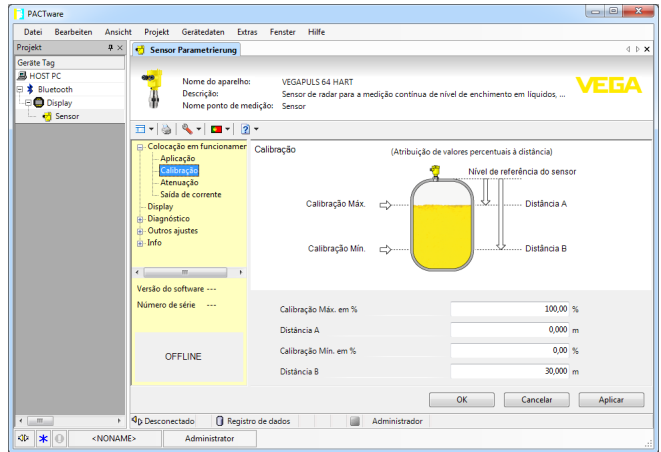 PACTware
Datei Bearbeiten Ansicht Projekt Gerätedaten Extras Fenster Hilfe
Projekt
Geräte Tag
HOST PC
Bluetooth
Display
Sensor
Sensor Parametrierung
Nome do aparelho: VEGAPULS 64 HART
Descrição: Sensor de radar para a medição contínua de nível de enchimento em líquidos, ...
Nome ponto de medição: Sensor
VEGA
Colocação em funcionamer
Aplicação
Calibração
Atenuação
Saída de corrente
Display
Diagnóstico
Outros ajustes
Info
Versão do software ---
Número de série ---
OFFLINE
Calibração (Atribuição de valores percentuais à distância)
Nível de referência do sensor
Calibração Máx. Distância A
Calibração Mín. Distância B
Calibração Máx. em % 100,00 %
Distância A 0,000 m
Calibração Mín. em % 0,00 %
Distância B 30,000 m
OK Cancelar Aplicar
Desconectado Registro de dados Administrador
<NONAME> Administrator